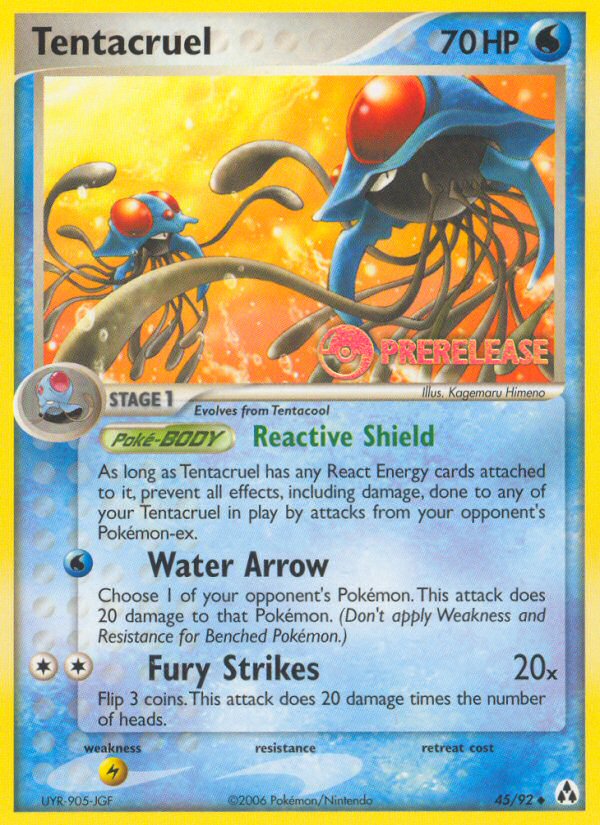 Tentacruel 70 HP
PRERELEASE
Illus. Kagemaru Himeno
STAGE 1
Evolves from Tentacool
Poké-BODY Reactive Shield
As long as Tentacruel has any React Energy cards attached
to it, prevent all effects, including damage, done to any of
your Tentacruel in play by attacks from your opponent's
Pokémon-ex.
Water Arrow
Choose 1 of your opponent's Pokémon. This attack does
20 damage to that Pokémon. (Don't apply Weakness and
Resistance for Benched Pokémon.)
Fury Strikes 20x
Flip 3 coins. This attack does 20 damage times the number
of heads.
weakness resistance retreat cost
UYR-905-JGF ©2006 Pokémon/Nintendo 45/92